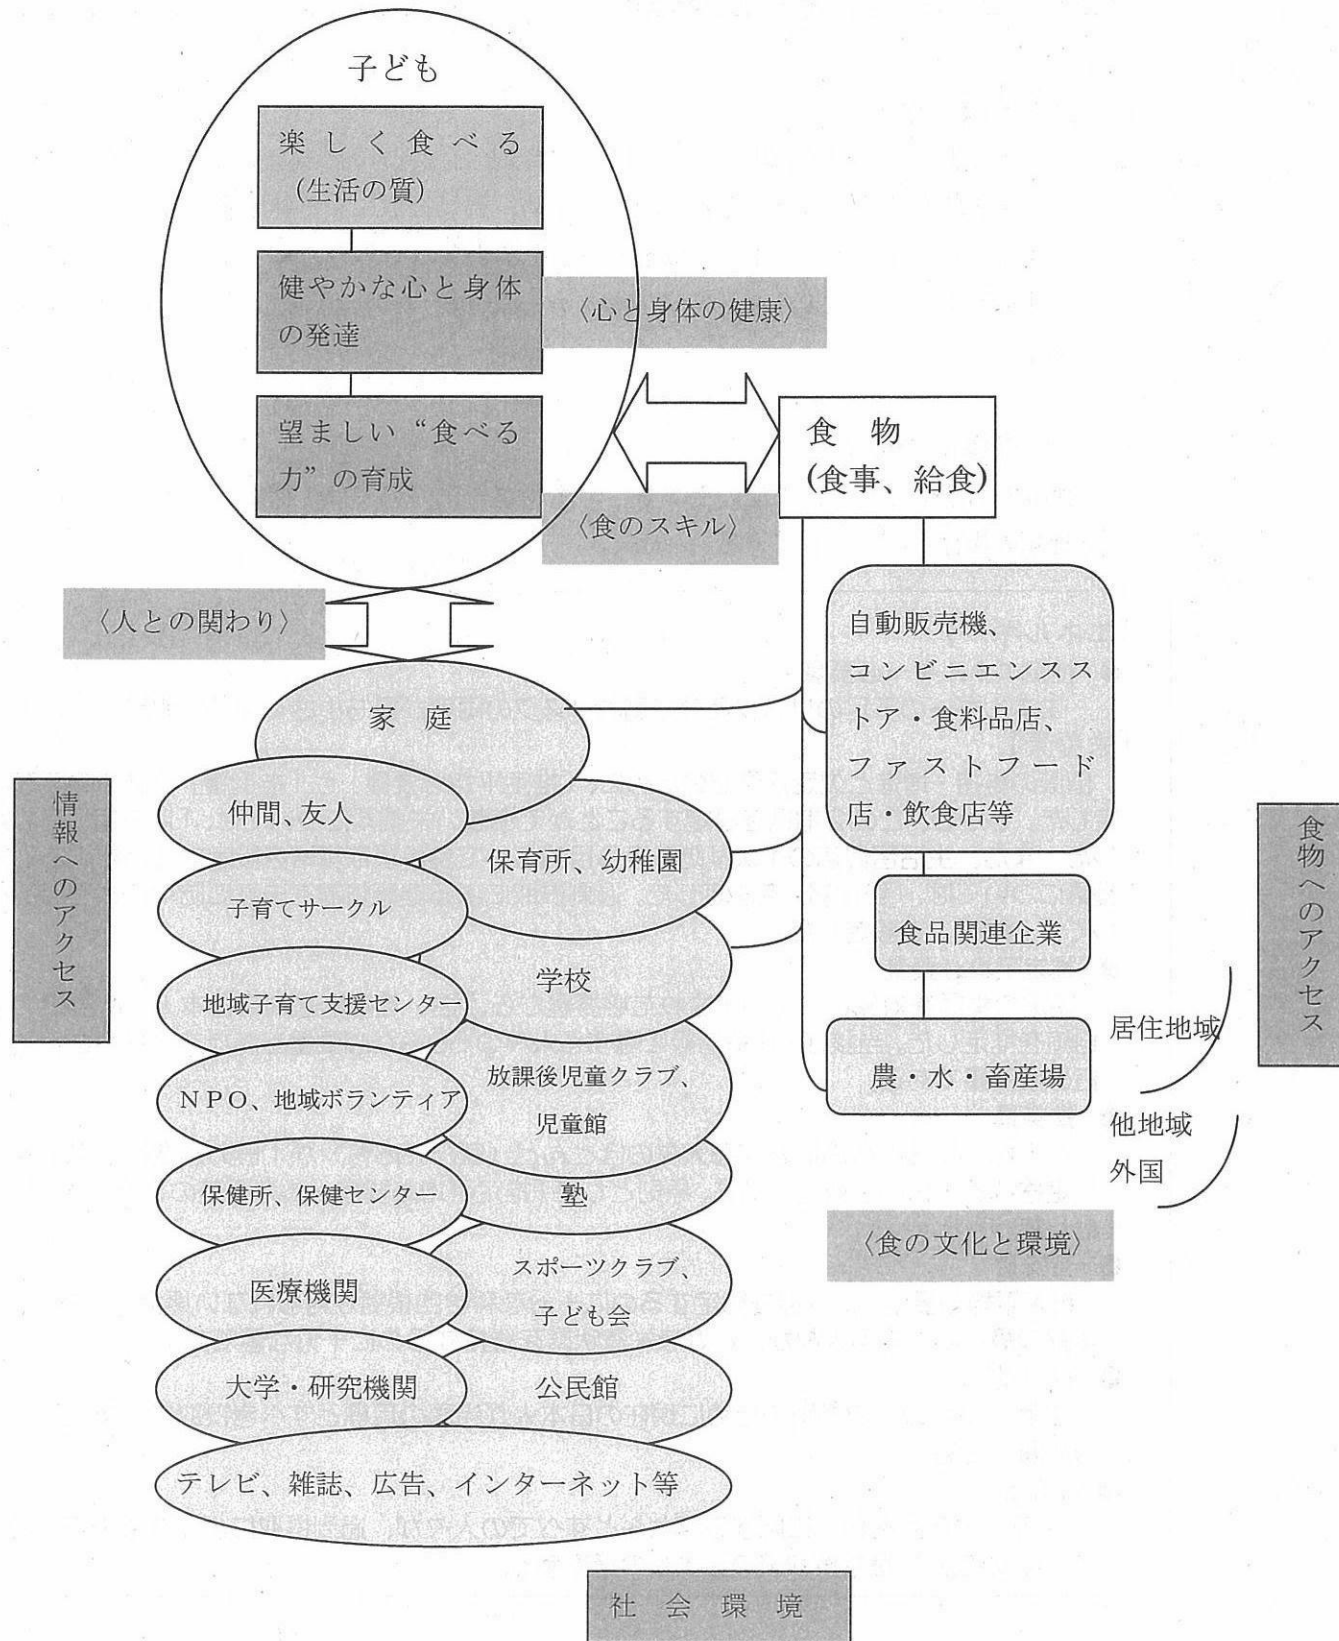 子ども
楽しく食べる
(生活の質)
健やかな心と身体
の発達
〈心と身体の健康〉
望ましい“食べる
力”の育成
食 物
(食事、給食)
〈食のスキル〉
〈人との関わり〉
自動販売機、
コンビニエンスス
トア・食料品店、
ファストフード
店・飲食店等
家 庭
情報へのアクセス
仲間、友人
保育所、幼稚園
食物へのアクセス
子育てサークル
食品関連企業
学校
地域子育て支援センター
居住地域
農・水・畜産場
放課後児童クラブ、
児童館
NPO、地域ボランティア
他地域
外国
保健所、保健センター
塾
〈食の文化と環境〉
スポーツクラブ、
子ども会
医療機関
大学・研究機関
公民館
テレビ、雑誌、広告、インターネット等
社 会 環 境